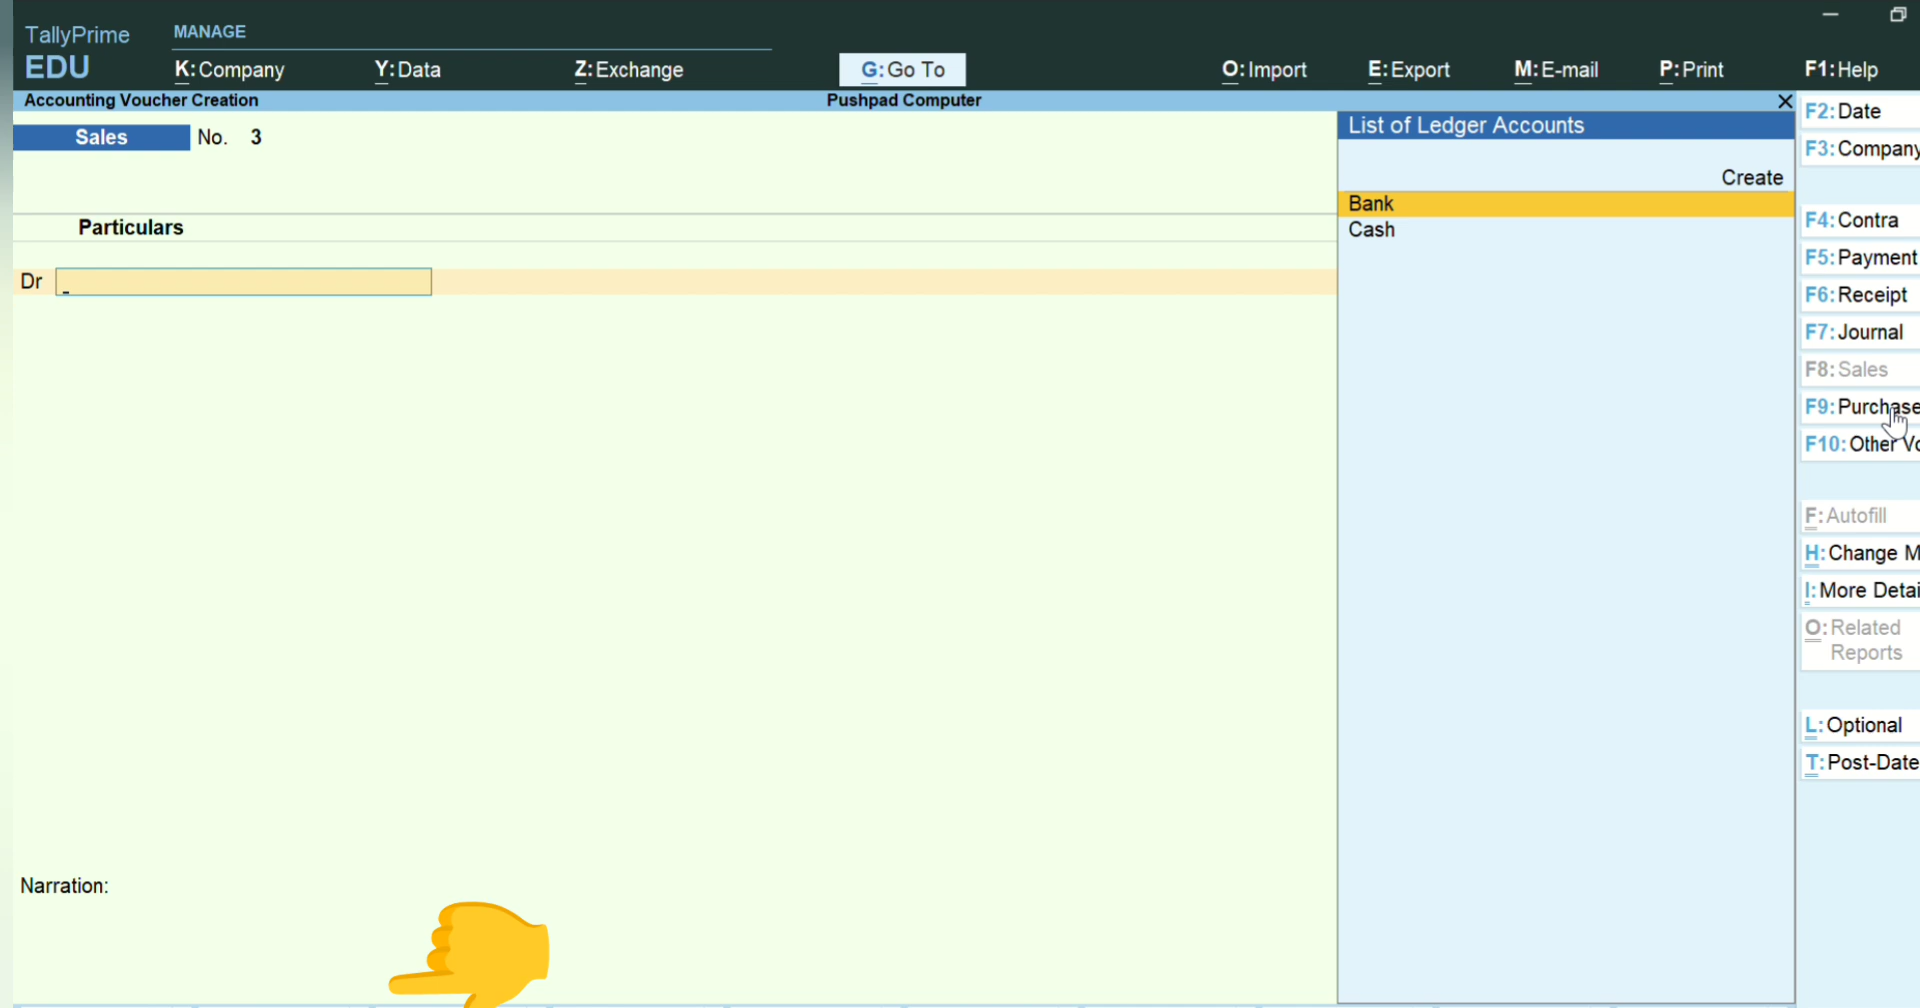 TallyPrime
EDU
MANAGE
K:Company Y:Data Z:Exchange G:Go To O:Import E:Export M:E-mail P:Print F1:Help
Accounting Voucher Creation Pushpad Computer
Sales No. 3
Particulars
Dr
Narration:
List of Ledger Accounts
Create
Bank
Cash
F2:Date
F3:Company
F4:Contra
F5:Payment
F6:Receipt
F7:Journal
F8:Sales
F9:Purchase
F10:Other Vo
F:Autofill
H:Change M
I:More Detai
O:Related
Reports
L:Optional
T:Post-Date